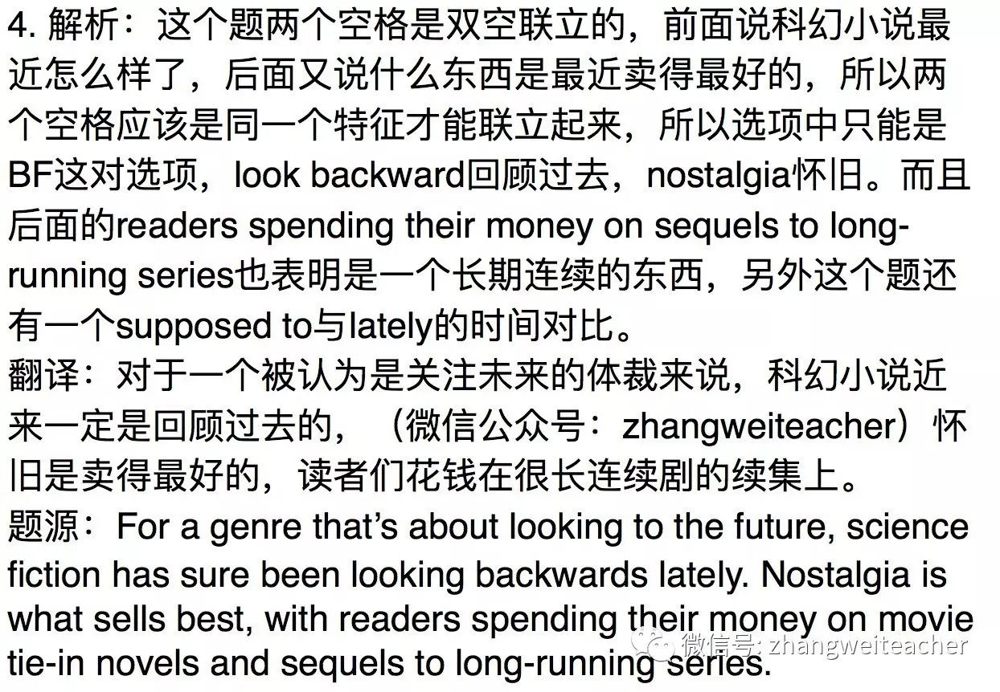 4. 解析：这个题两个空格是双空联立的，前面说科幻小说最
近怎么样了，后面又说什么东西是最近卖得最好的，所以两
个空格应该是同一个特征才能联立起来，所以选项中只能是
BF这对选项，look backward回顾过去，nostalgia怀旧。而且
后面的readers spending their money on sequels to long-
running series也表明是一个长期连续的东西，另外这个题还
有一个supposed to与lately的时间对比。
翻译：对于一个被认为是关注未来的体裁来说，科幻小说近
来一定是回顾过去的，（微信公众号：zhangweiteacher）怀
旧是卖得最好的，读者们花钱在很长连续剧的续集上。
题源：For a genre that’s about looking to the future, science
fiction has sure been looking backwards lately. Nostalgia is
what sells best, with readers spending their money on movie
tie-in novels and sequels to long-running series.
微信号: zhangweiteacher